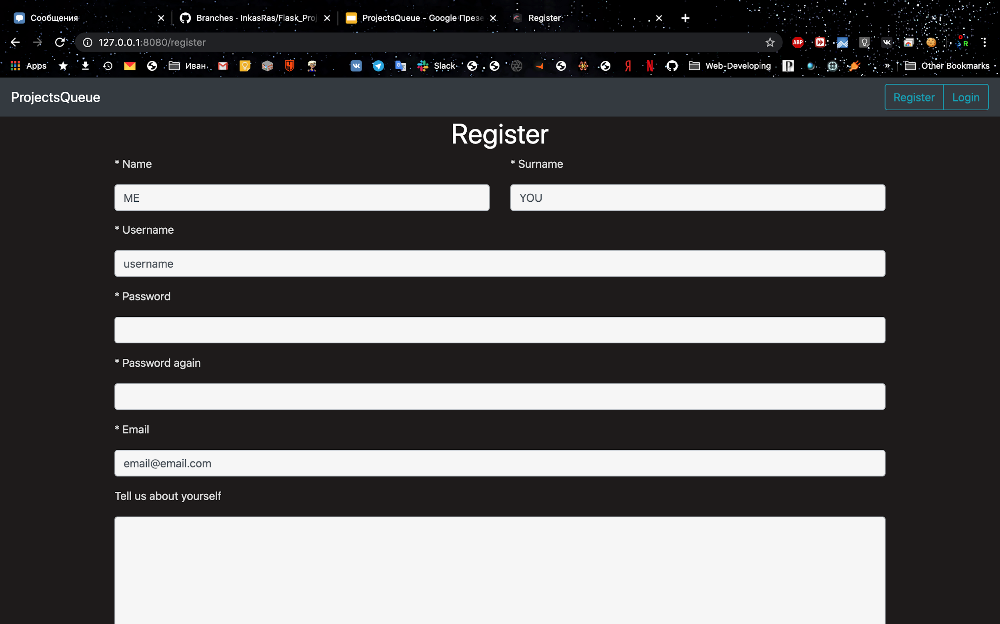 Сообщения
Branches · InkasRas/Flask_Proj
ProjectsQueue - Google Презе
Register
127.0.0.1:8080/register
ABP
Apps
Иван
Slack
Я
N
Web-Developing
Other Bookmarks
ProjectsQueue
Register
Login
Register
* Name
* Surname
ME
YOU
* Username
username
* Password
* Password again
* Email
email@email.com
Tell us about yourself